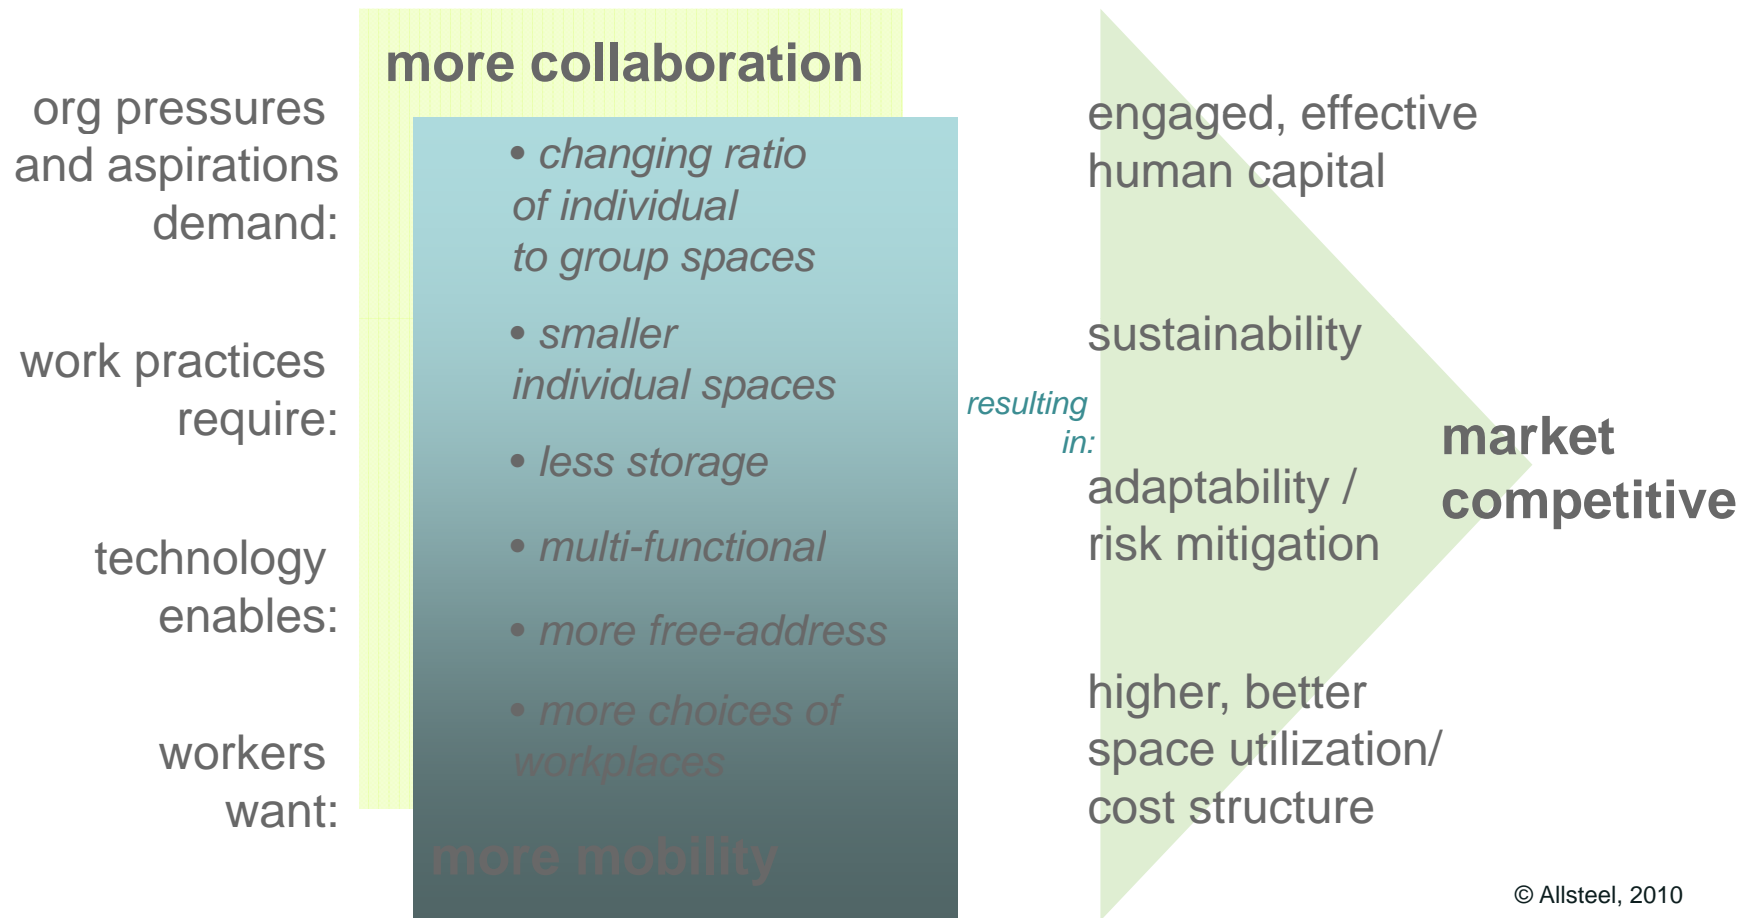 more collaboration
org pressures
and aspirations
demand:
work practices
require:
technology
enables:
workers
want:
• changing ratio
of individual
to group spaces
• smaller
individual spaces
• less storage
• multi-functional
• more free-address
• more choices of
workplaces
more mobility
resulting
in:
engaged, effective
human capital
sustainability
adaptability /
risk mitigation
higher, better
space utilization/
cost structure
market
competitive
© Allsteel, 2010